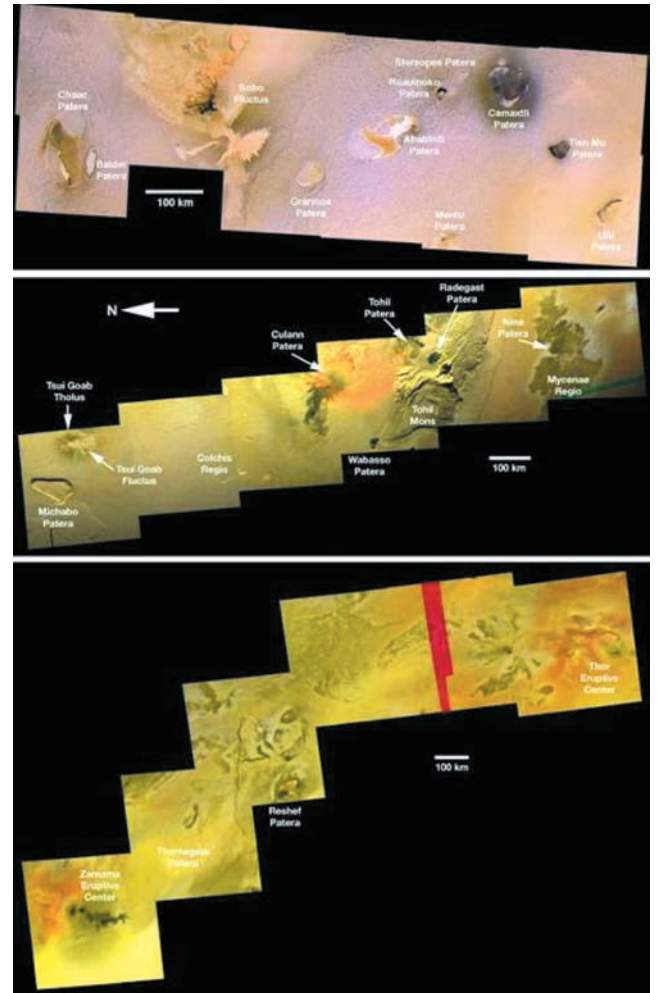 Chaac
Patera
Balder
Patera
100 km
Sobo
Fluctus
Grannos
Patera
Steropes Patera
Ruaumoko
Patera
Ababinili
Patera
Camaxtli
Patera
Tien Mu
Patera
Mentu
Patera
Patera
N
Tsui Goab
Tholus
Tsui Goab
Fluctus
Michabo
Patera
Colchis
Regio
Culann
Patera
Tohil
Patera
Radegast
Patera
Tohil
Mons
Wabasso
Patera
Nina
Patera
Mycenae
Regio
100 km
Thor
Eruptive
Center
100 km
Reshef
Patera
Thomagata
Patera
Zamama
Eruptive
Center